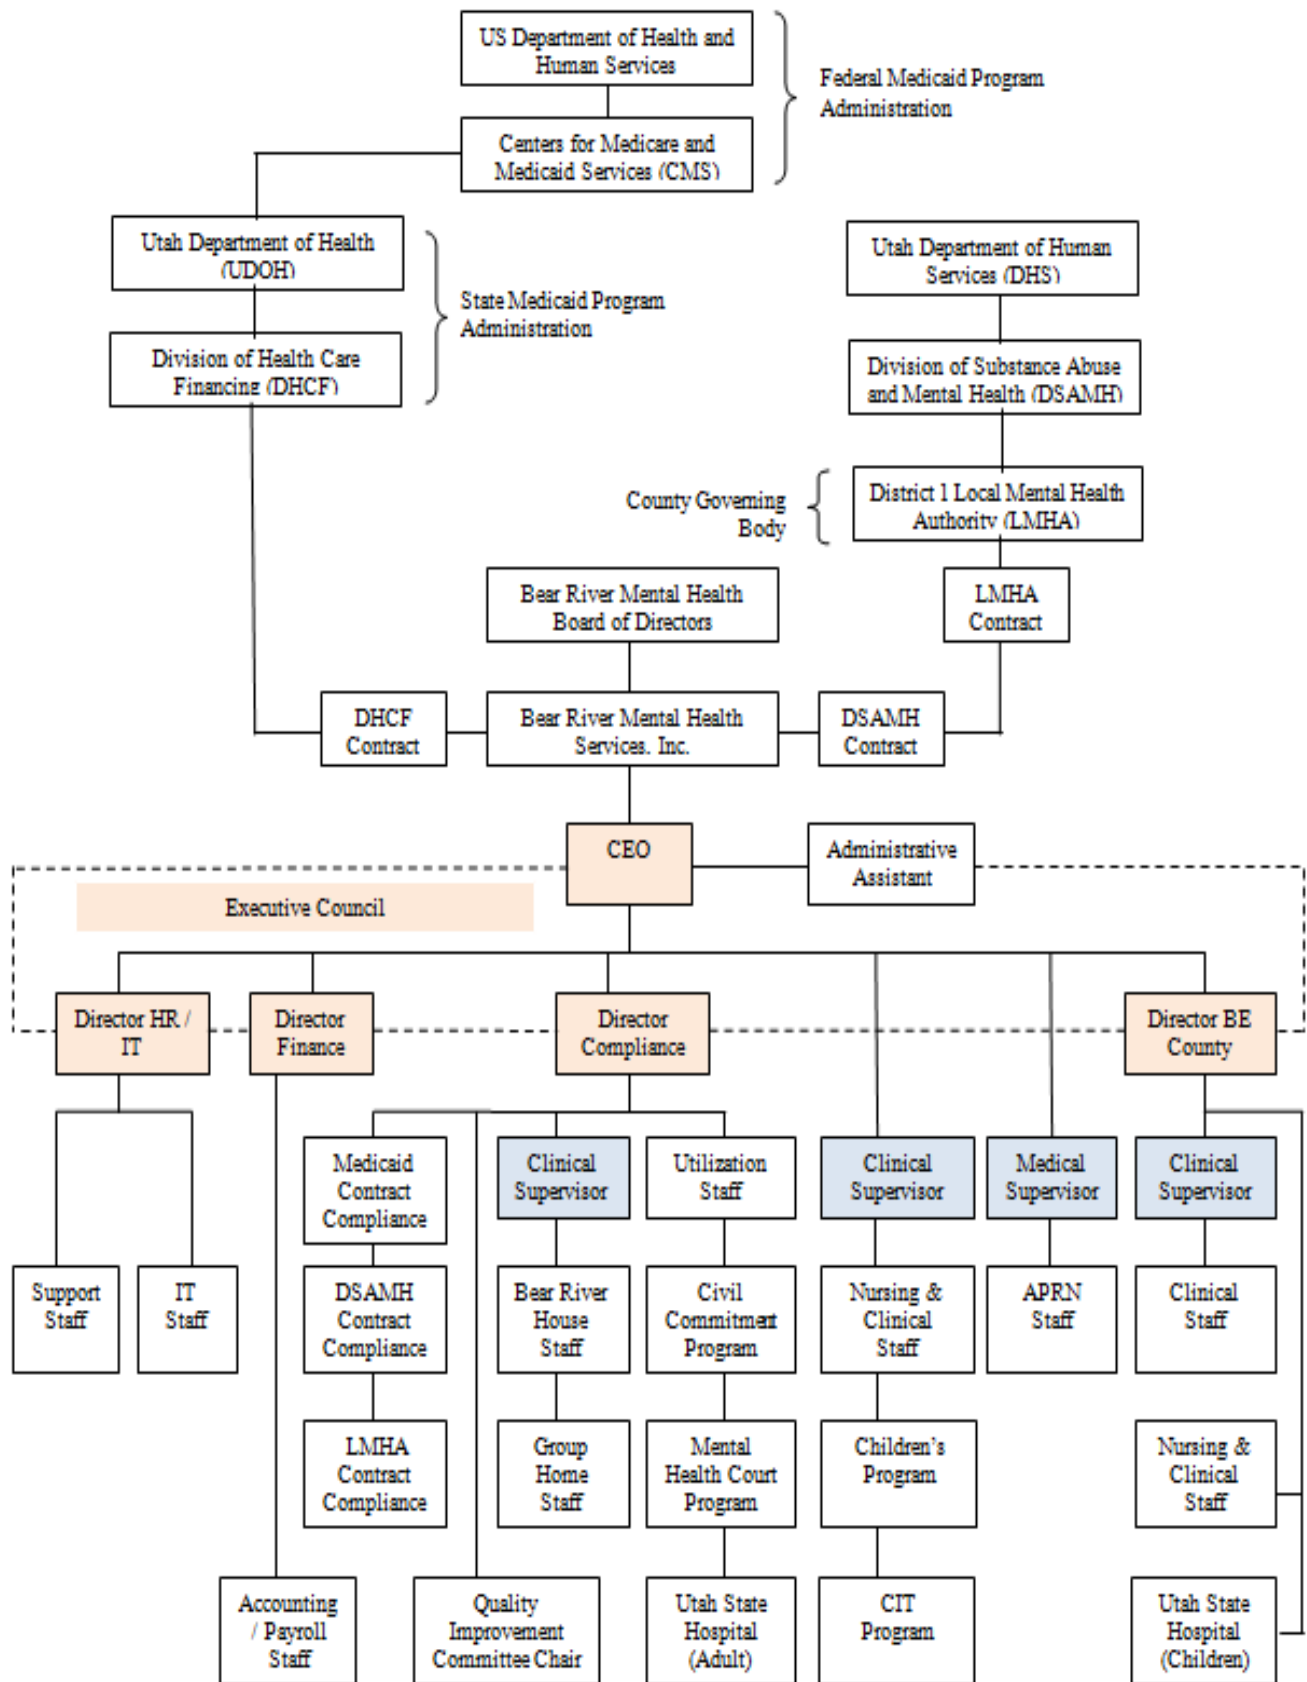 US Department of Health and
Human Services
Federal Medicaid Program
Administration
Centers for Medicare and
Medicaid Services (CMS)
Utah Department of Health
(UDOH)
State Medicaid Program
Administration
Division of Health Care
Financing (DHCF)
Utah Department of Human
Services (DHS)
Division of Substance Abuse
and Mental Health (DSAMH)
County Governing
Body
District 1 Local Mental Health
Authority (LMHA)
Bear River Mental Health
Board of Directors
LMHA
Contract
DHCF
Contract
Bear River Mental Health
Services, Inc.
DSAMH
Contract
CEO
Administrative
Assistant
Executive Council
Director HR /
IT
Director
Finance
Director
Compliance
Director BE
County
Medicaid
Contract
Compliance
Clinical
Supervisor
Utilization
Staff
Clinical
Supervisor
Medical
Supervisor
Clinical
Supervisor
Support
Staff
IT
Staff
DSAMH
Contract
Compliance
Bear River
House
Staff
Civil
Commitment
Program
Nursing &
Clinical
Staff
APRN
Staff
Clinical
Staff
LMHA
Contract
Compliance
Group
Home
Staff
Mental
Health Court
Program
Children's
Program
Nursing &
Clinical
Staff
Accounting
/ Payroll
Staff
Quality
Improvement
Committee Chair
Utah State
Hospital
(Adult)
CIT
Program
Utah State
Hospital
(Children)